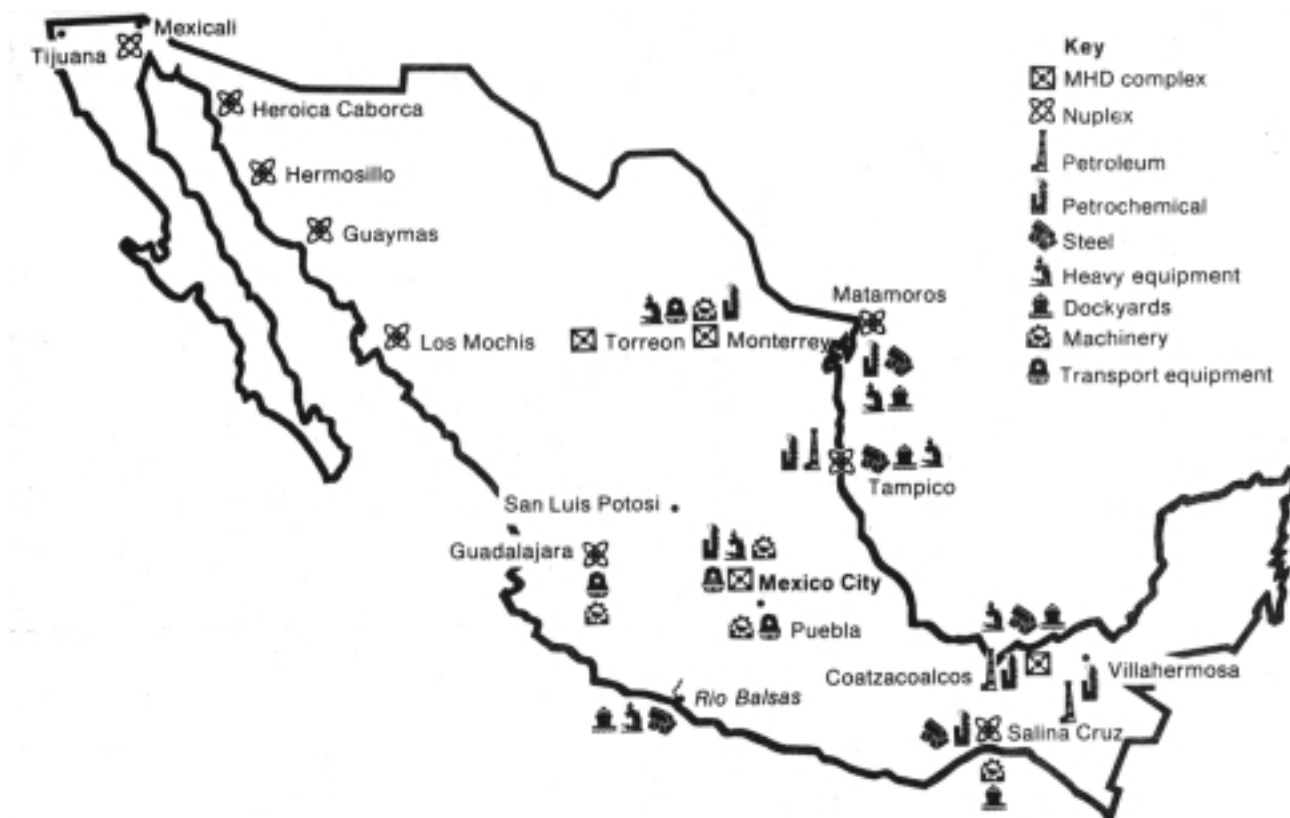 Mexicali
Tijuana
Heroica Caborca
Hermosillo
Guaymas
Los Mochis
Torreon
Monterrey
Matamoros
Tampico
San Luis Potosi
Guadalajara
Mexico City
Puebla
Rio Balsas
Coatzacoalcos
Villahermosa
Salina Cruz
Key
MHD complex
Nuplex
Petroleum
Petrochemical
Steel
Heavy equipment
Dockyards
Machinery
Transport equipment